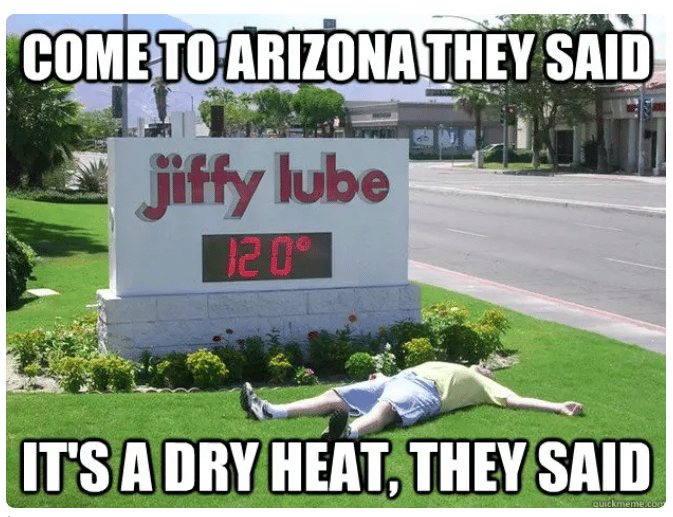 COME TO ARIZONA THEY SAID
jiffy lube
120°
IT'S A DRY HEAT, THEY SAID
quickmeme.com